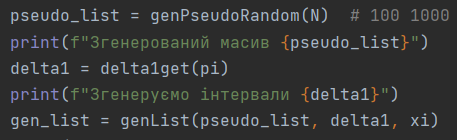 pseudo_list = genPseudoRandom(N)  # 100 1000
print(f"Згенерований масив {pseudo_list}")
delta1 = delta1get(pi)
print(f"Згенеруємо інтервали {delta1}")
gen_list = genList(pseudo_list, delta1, xi)